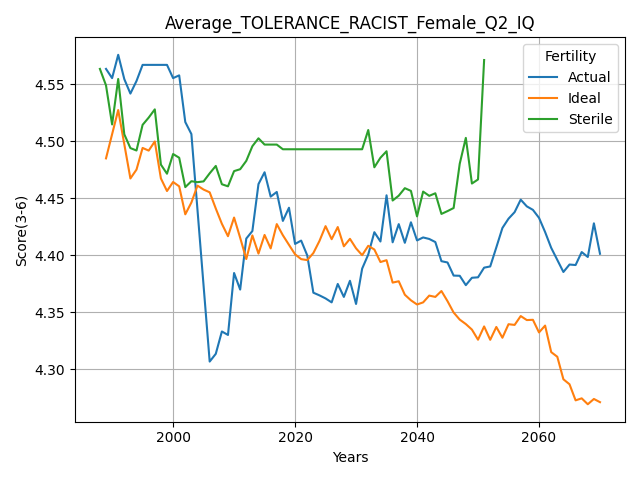 Average_TOLERANCE_RACIST_Female_Q2_IQ
Fertility
Actual
Ideal
Sterile
Score(3-6)
4.55
4.50
4.45
4.40
4.35
4.30
2000
2020
2040
2060
Years